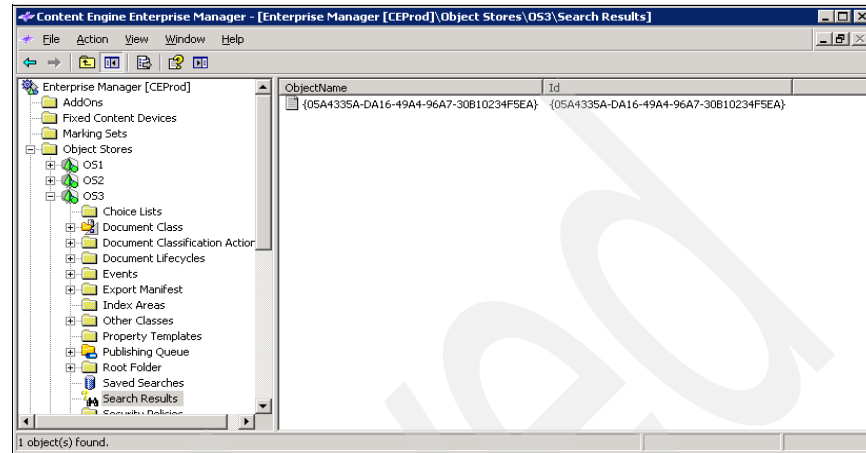 Content Engine Enterprise Manager - [Enterprise Manager [CEProd]\Object Stores\OS3\Search Results]
File Action View Window Help
Enterprise Manager [CEProd]
AddOns
Fixed Content Devices
Marking Sets
Object Stores
OS1
OS2
OS3
Choice Lists
Document Class
Document Classification Action
Document Lifecycles
Events
Export Manifest
Index Areas
Other Classes
Property Templates
Publishing Queue
Root Folder
Saved Searches
Search Results
Security Policies
ObjectName Id
{05A4335A-DA16-49A4-96A7-30B10234F5EA} {05A4335A-DA16-49A4-96A7-30B10234F5EA}
1 object(s) found.